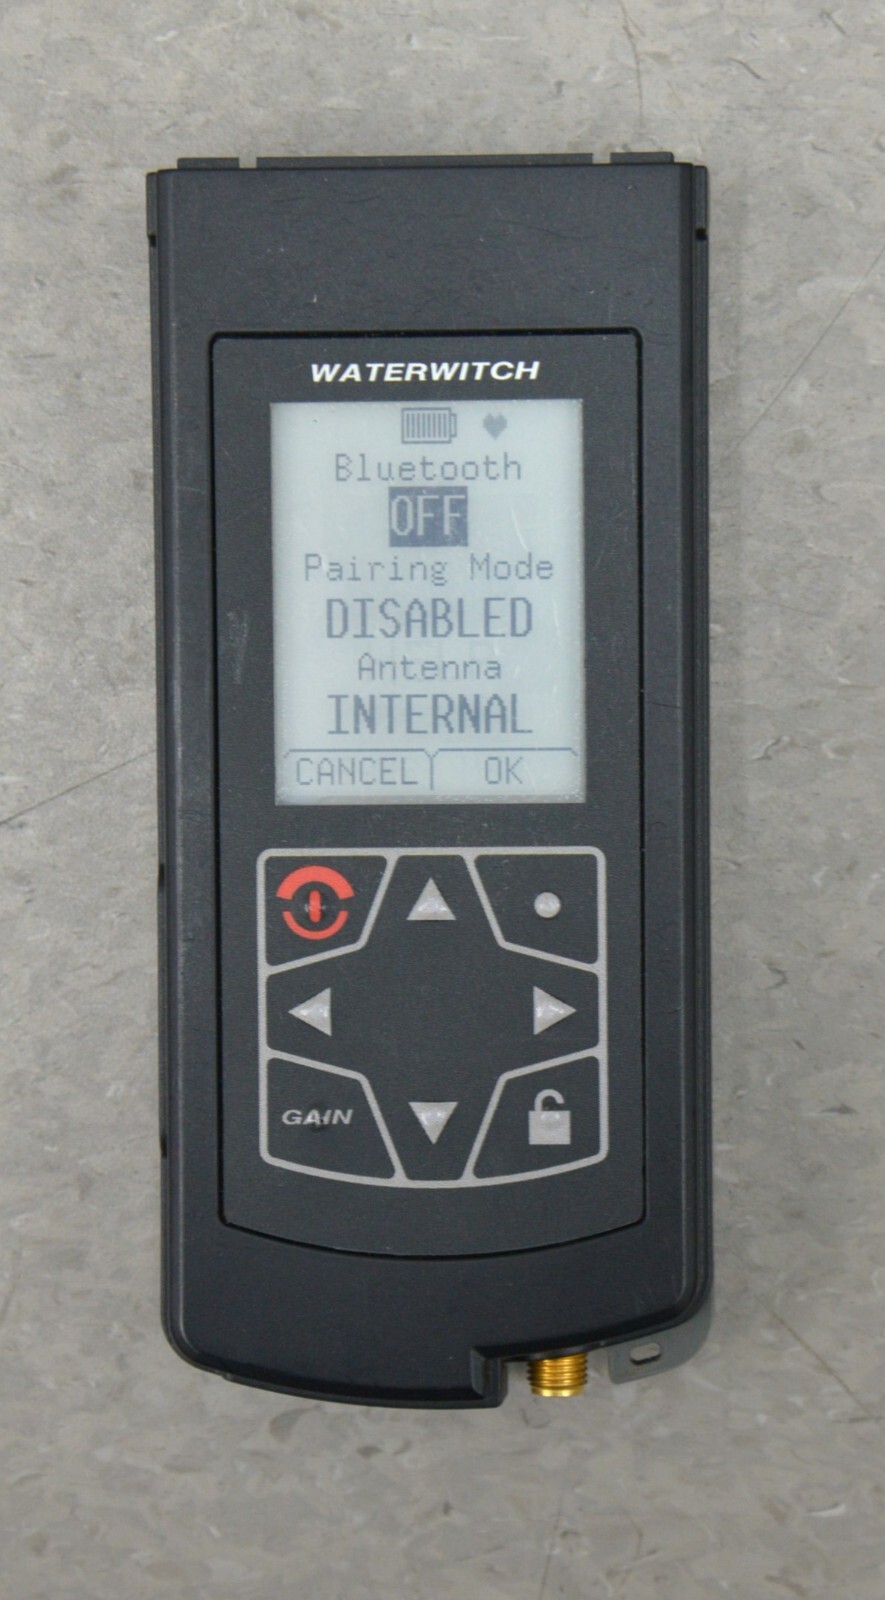 WATERWITCH
Bluetooth
OFF
Pairing Mode
DISABLED
Antenna
INTERNAL
CANCEL OK
GAIN